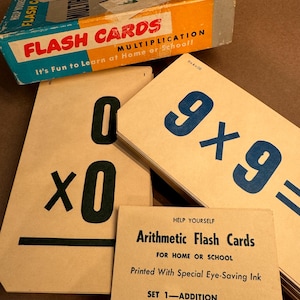 FLASH CARDS
MULTIPLICATION
It's Fun to Learn at Home or School!
0
x0
9x9=
HELP YOURSELF
Arithmetic Flash Cards
FOR HOME OR SCHOOL
Printed With Special Eye-Saving Ink
SET 1—ADDITION